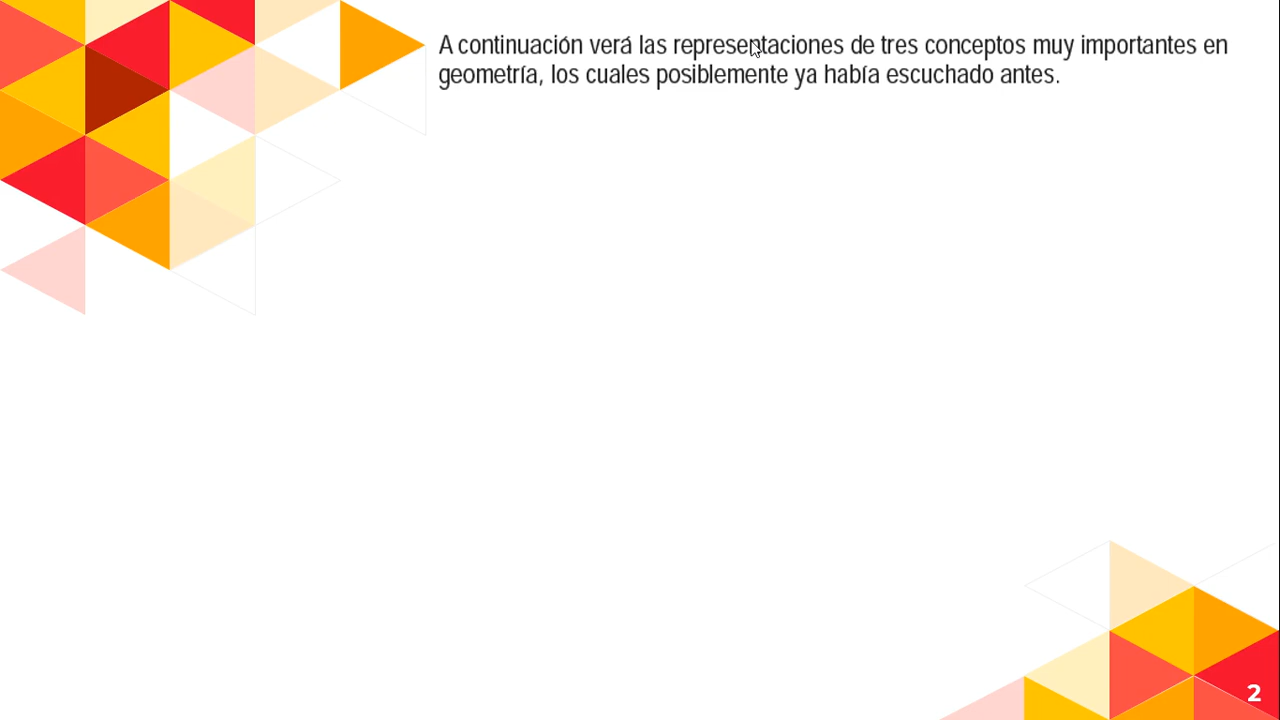 A continuación verá las representaciones de tres conceptos muy importantes en
geometría, los cuales posiblemente ya había escuchado antes.
2